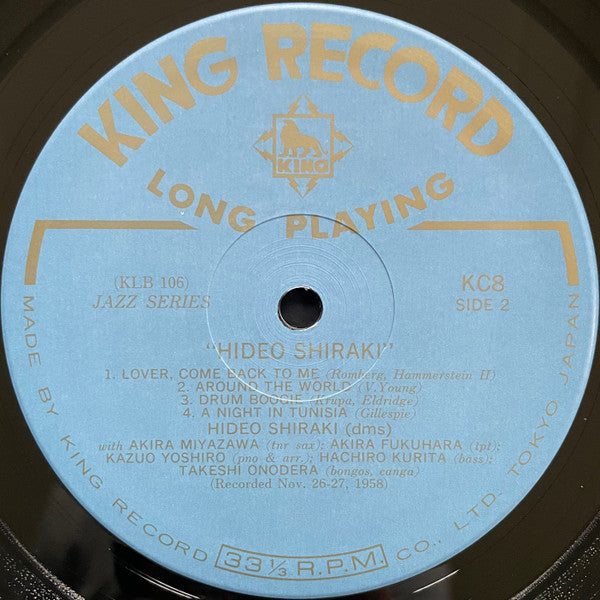 KING RECORD
KING
LONG PLAYING
(KLB 106)
JAZZ SERIES
KC8
SIDE 2
"HIDEO SHIRAKI"
1. LOVER, COME BACK TO ME (Romberg, Hammerstein II)
2. AROUND THE WORLD (V.Young)
3. DRUM BOOGIE (Krupa, Eldridge)
4. A NIGHT IN TUNISIA (Gillespie)
HIDEO SHIRAKI (dms)
with AKIRA MIYAZAWA (tnr sax); AKIRA FUKUHARA (tpt);
KAZUO YOSHIRO (pno & arr.); HACHIRO KURITA (bass);
TAKESHI ONODERA (bongos, canga)
(Recorded Nov. 26-27, 1958)
MADE BY KING RECORD CO., LTD. TOKYO JAPAN
33⅓ R.P.M.